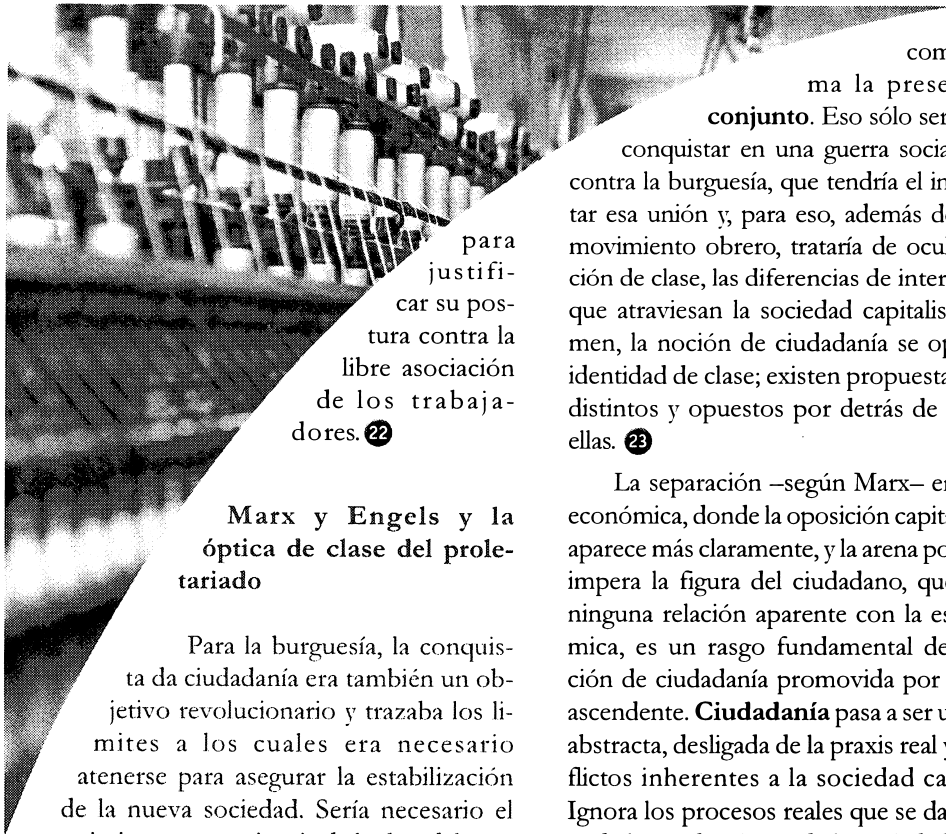 para
justifi-
car su pos-
tura contra la
libre asociación
de los trabaja-
dores. 22
Marx y Engels y la
óptica de clase del prole-
tariado
Para la burguesía, la conquis-
ta da ciudadanía era también un ob-
jetivo revolucionario y trazaba los li-
mites a los cuales era necesario
atenerse para asegurar la estabilización
de la nueva sociedad. Sería necesario el
com
ma la prese
conjunto. Eso sólo ser
conquistar en una guerra socia
contra la burguesía, que tendría el in
tar esa unión y, para eso, además d
movimiento obrero, trataría de ocul
ción de clase, las diferencias de inter
que atraviesan la sociedad capitalis
men, la noción de ciudadanía se op
identidad de clase; existen propuesta
distintos y opuestos por detrás de
ellas. 23
La separación –según Marx– en
económica, donde la oposición capit
aparece más claramente, y la arena po
impera la figura del ciudadano, qu
ninguna relación aparente con la es
mica, es un rasgo fundamental de
ción de ciudadanía promovida por
ascendente. Ciudadanía pasa a ser u
abstracta, desligada de la praxis real y
flictos inherentes a la sociedad ca
Ignora los procesos reales que se da